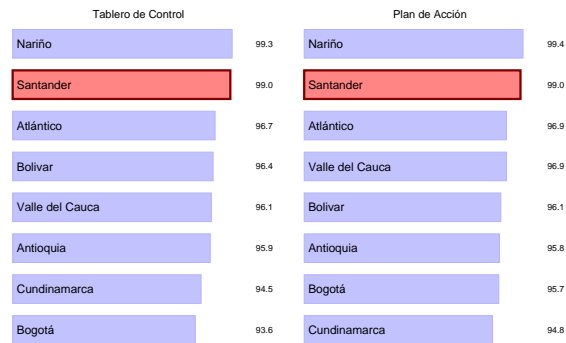 Tablero de Control
Nariño 99.3
Santander 99.0
Atlántico 96.7
Bolivar 96.4
Valle del Cauca 96.1
Antioquia 95.9
Cundinamarca 94.5
Bogotá 93.6
Plan de Acción
Nariño 99.4
Santander 99.0
Atlántico 96.9
Valle del Cauca 96.9
Bolivar 96.1
Antioquia 95.8
Bogotá 95.7
Cundinamarca 94.8